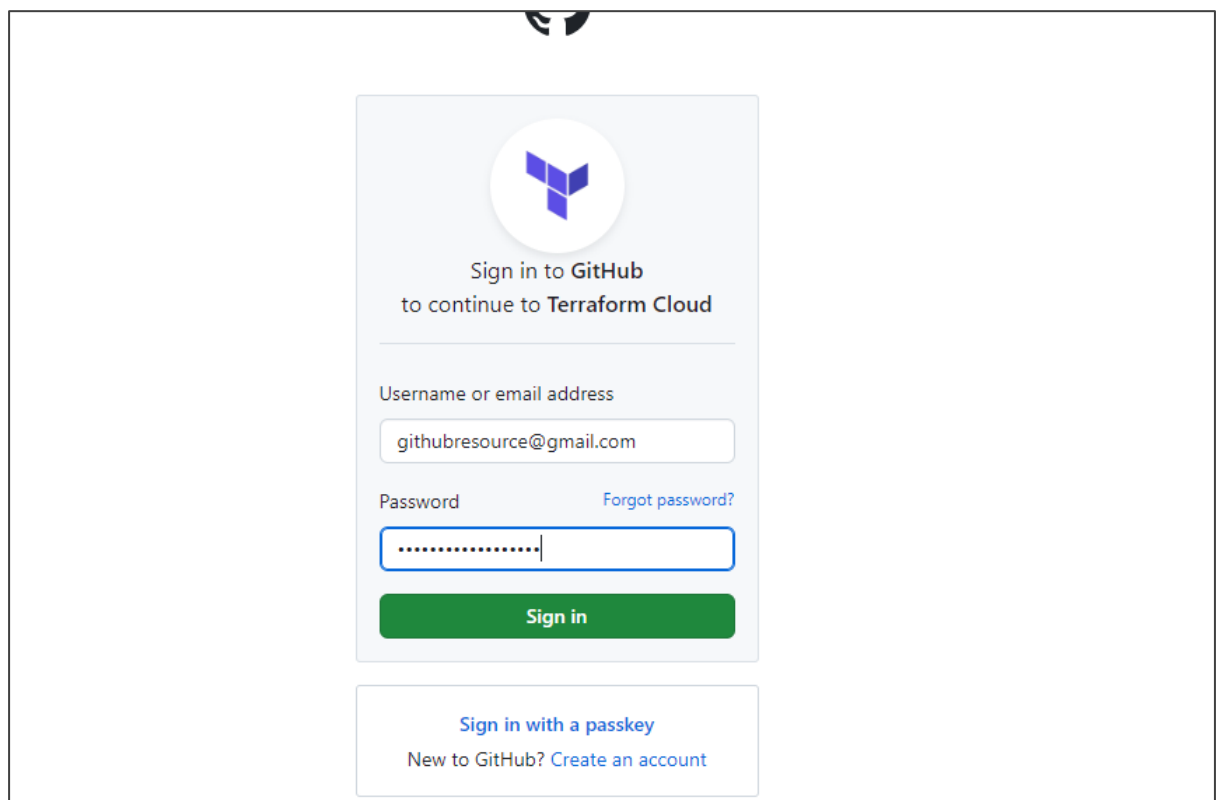 Sign in to GitHub
to continue to Terraform Cloud
Username or email address
githubresource@gmail.com
Password Forgot password?
••••••••••••••••••
Sign in
Sign in with a passkey
New to GitHub? Create an account